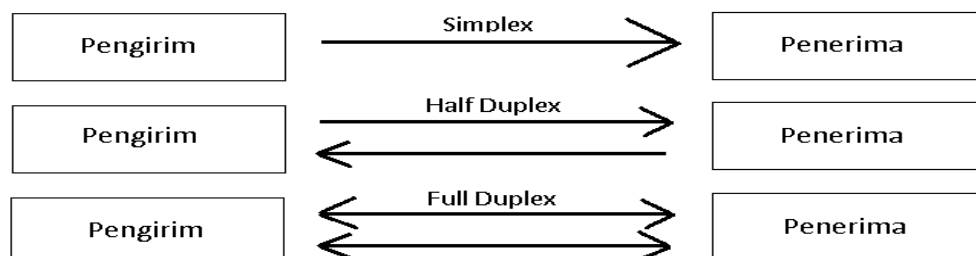 Simplex
Pengirim
Penerima
Half Duplex
Pengirim
Penerima
Full Duplex
Pengirim
Penerima